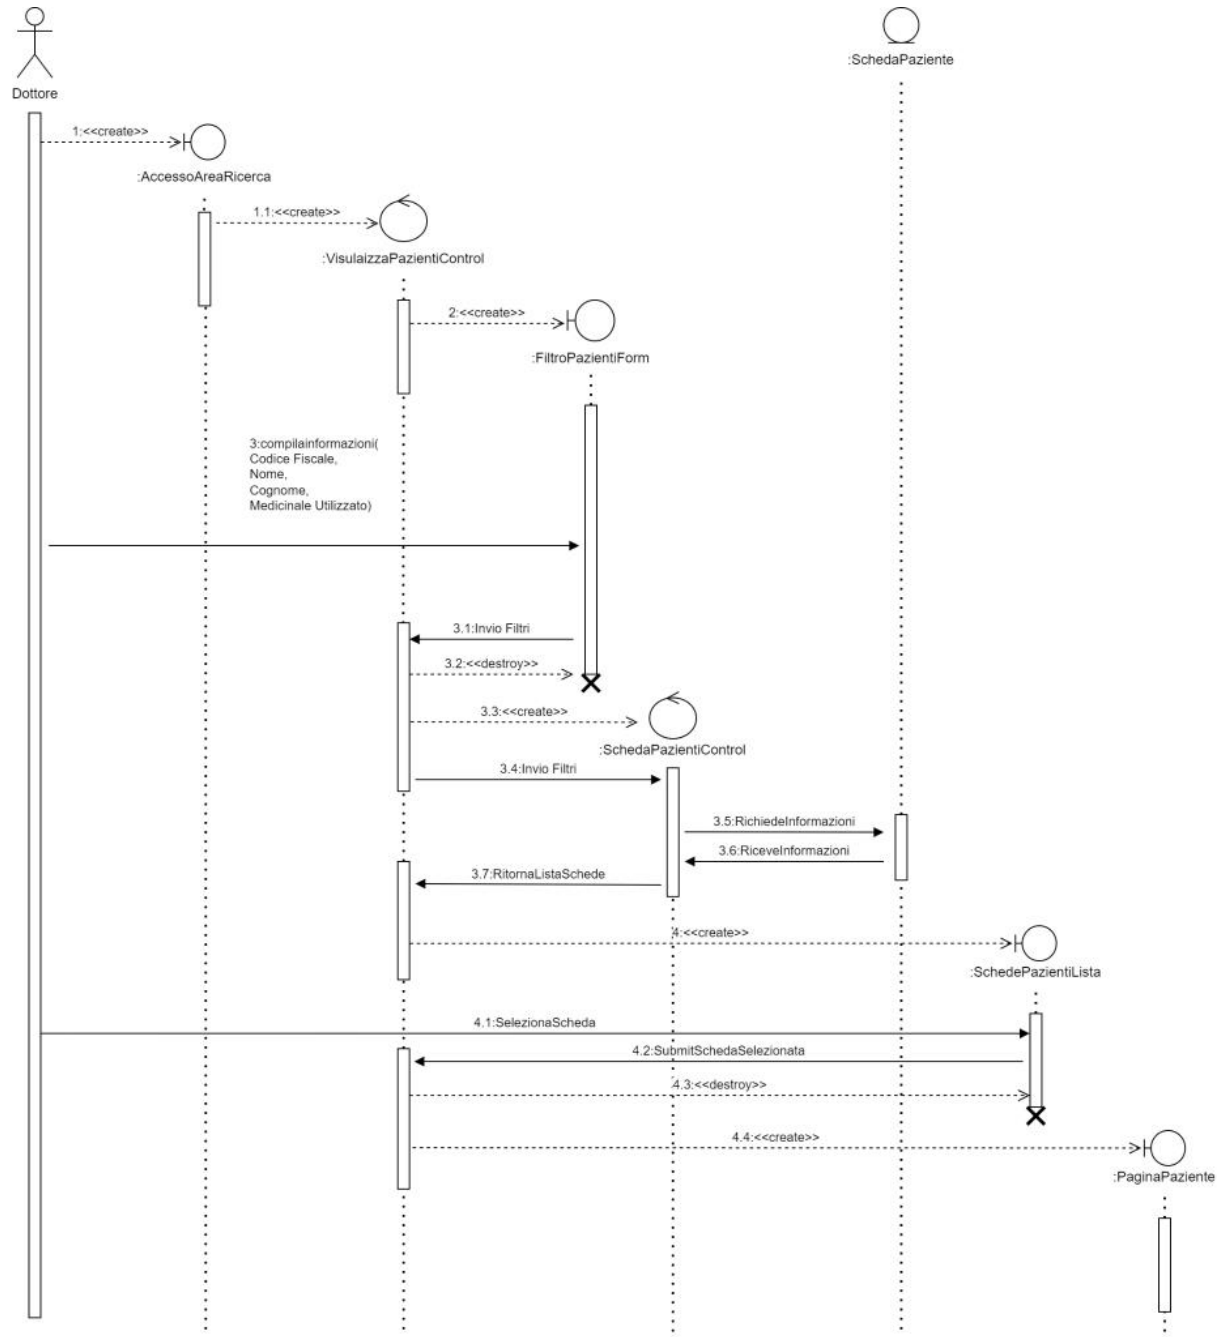 :SchedaPaziente
Dottore
1:<<create>>
:AccessoAreaRicerca
1.1:<<create>>
:VisulaizzaPazientiControl
2:<<create>>
:FiltroPazientiForm
3:compilainformazioni(
Codice Fiscale,
Nome,
Cognome,
Medicinale Utilizzato)
3.1:Invio Filtri
3.2:<<destroy>>
3.3:<<create>>
:SchedaPazientiControl
3.4:Invio Filtri
3.5:RichiedeInformazioni
3.6:RiceveInformazioni
3.7:RitornaListaSchede
4:<<create>>
:SchedePazientiLista
4.1:SelezionaScheda
4.2:SubmitSchedaSelezionata
4.3:<<destroy>>
4.4:<<create>>
:PaginaPaziente